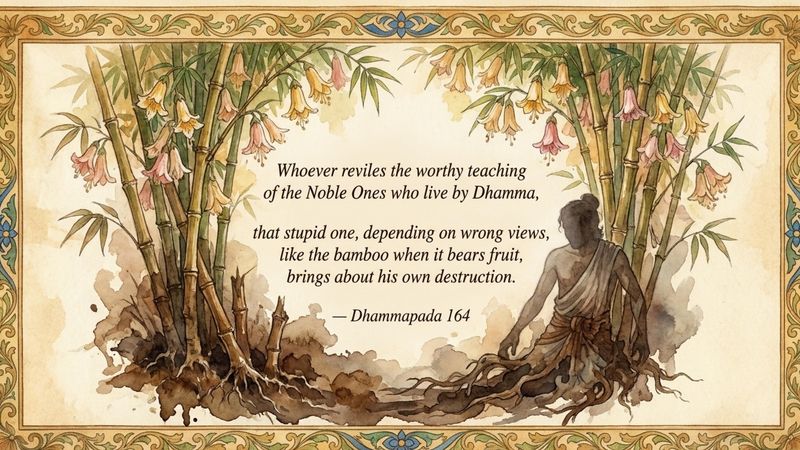 Whoever reviles the worthy teaching
of the Noble Ones who live by Dhamma,
that stupid one, depending on wrong views,
like the bamboo when it bears fruit,
brings about his own destruction.
— Dhammapada 164